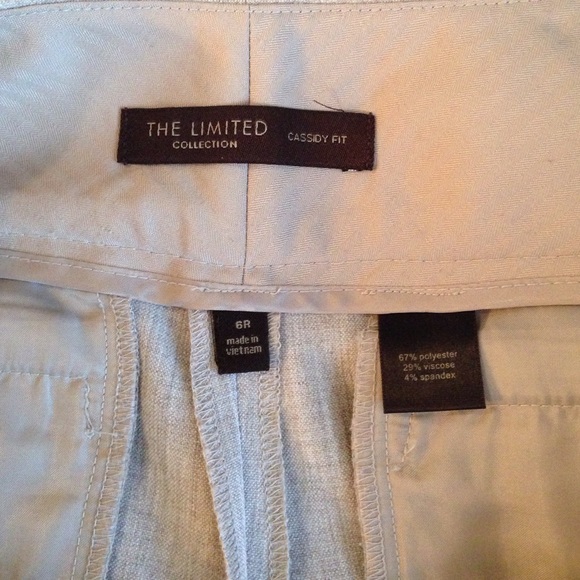 THE LIMITED
COLLECTION
CASSIDY FIT
6R
made in
vietnam
67% polyester
29% viscose
4% spandex